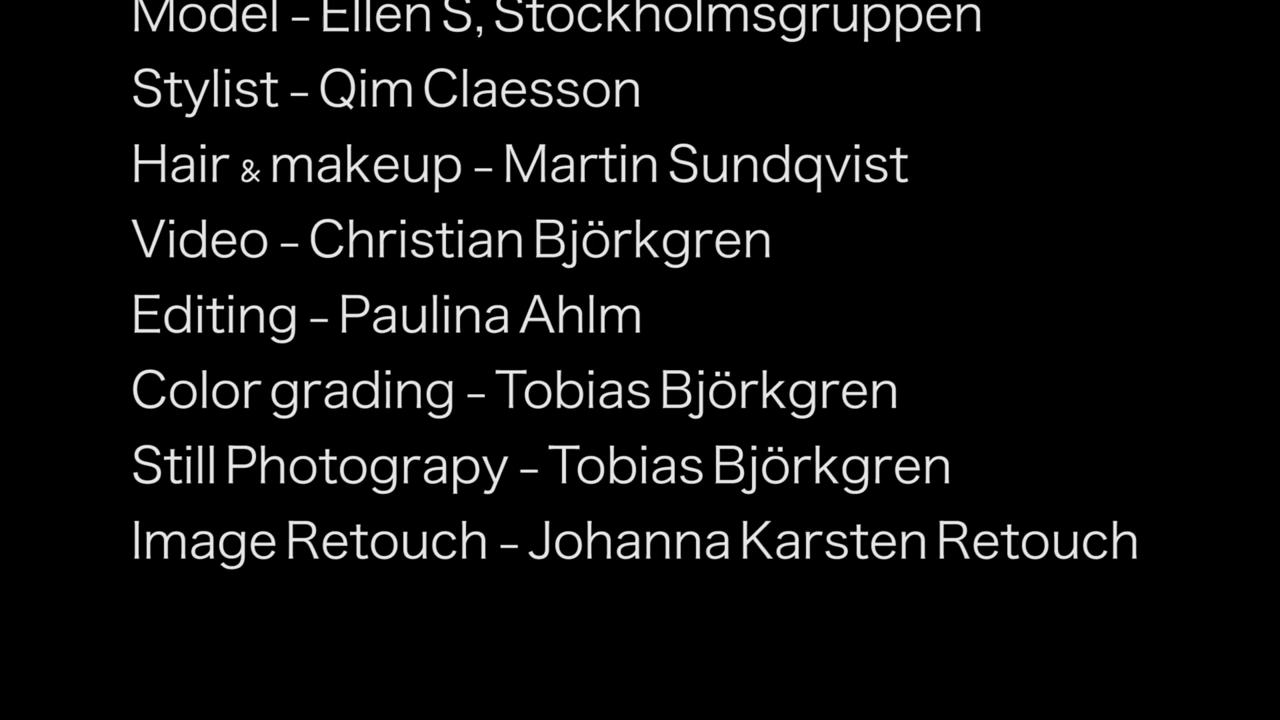 Model – Ellen S, Stockholmsgruppen
Stylist – Qim Claesson
Hair & makeup – Martin Sundqvist
Video – Christian Björkgren
Editing – Paulina Ahlm
Color grading – Tobias Björkgren
Still Photograpy – Tobias Björkgren
Image Retouch – Johanna Karsten Retouch